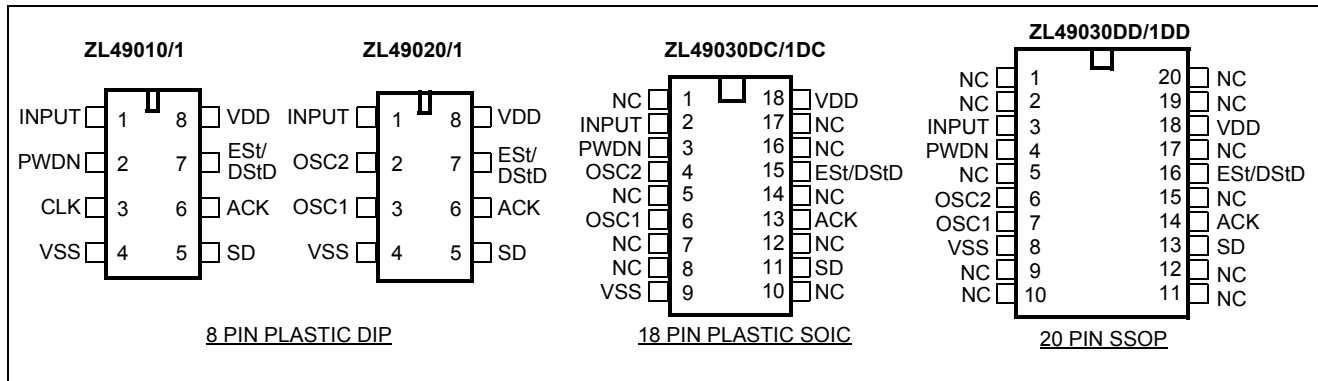 ZL49010/1
INPUT 1 8 VDD
PWDN 2 7 ESt/
DStD
CLK 3 6 ACK
VSS 4 5 SD
ZL49020/1
INPUT 1 8 VDD
OSC2 2 7 ESt/
DStD
OSC1 3 6 ACK
VSS 4 5 SD
8 PIN PLASTIC DIP
ZL49030DC/1DC
NC 1 18 VDD
INPUT 2 17 NC
PWDN 3 16 NC
OSC2 4 15 ESt/DStD
NC 5 14 NC
OSC1 6 13 ACK
NC 7 12 NC
NC 8 11 SD
VSS 9 10 NC
18 PIN PLASTIC SOIC
ZL49030DD/1DD
NC 1 20 NC
NC 2 19 NC
INPUT 3 18 VDD
PWDN 4 17 NC
NC 5 16 ESt/DStD
OSC2 6 15 NC
OSC1 7 14 ACK
VSS 8 13 SD
NC 9 12 NC
NC 10 11 NC
20 PIN SSOP